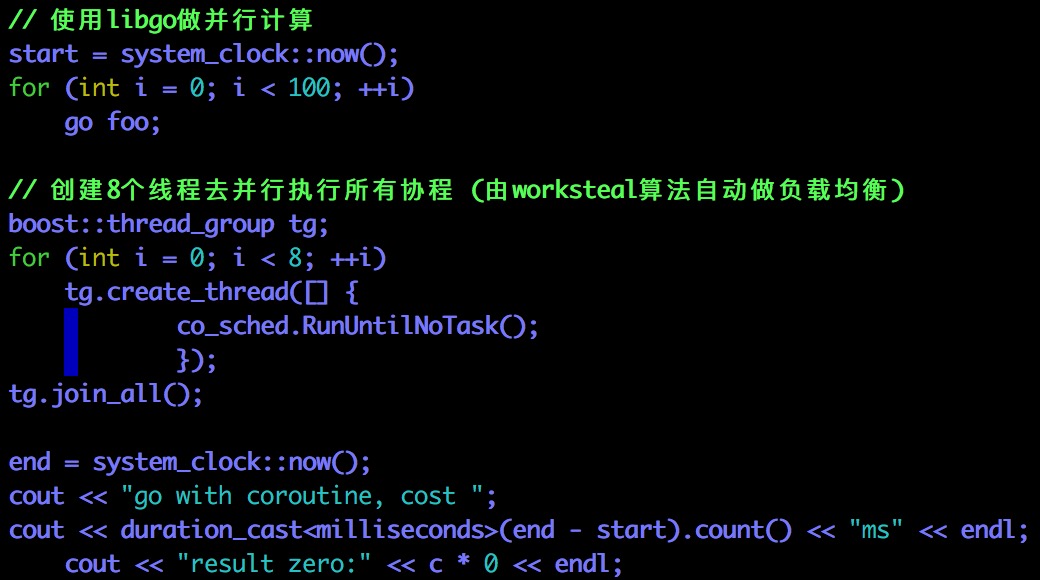 // 使用libgo做并行计算
start = system_clock::now();
for (int i = 0; i < 100; ++i)
    go foo;

// 创建8个线程去并行执行所有协程 (由worksteal算法自动做负载均衡)
boost::thread_group tg;
for (int i = 0; i < 8; ++i)
    tg.create_thread([] {
            co_sched.RunUntilNoTask();
            });
tg.join_all();

end = system_clock::now();
cout << "go with coroutine, cost ";
cout << duration_cast<milliseconds>(end - start).count() << "ms" << endl;
    cout << "result zero:" << c * 0 << endl;